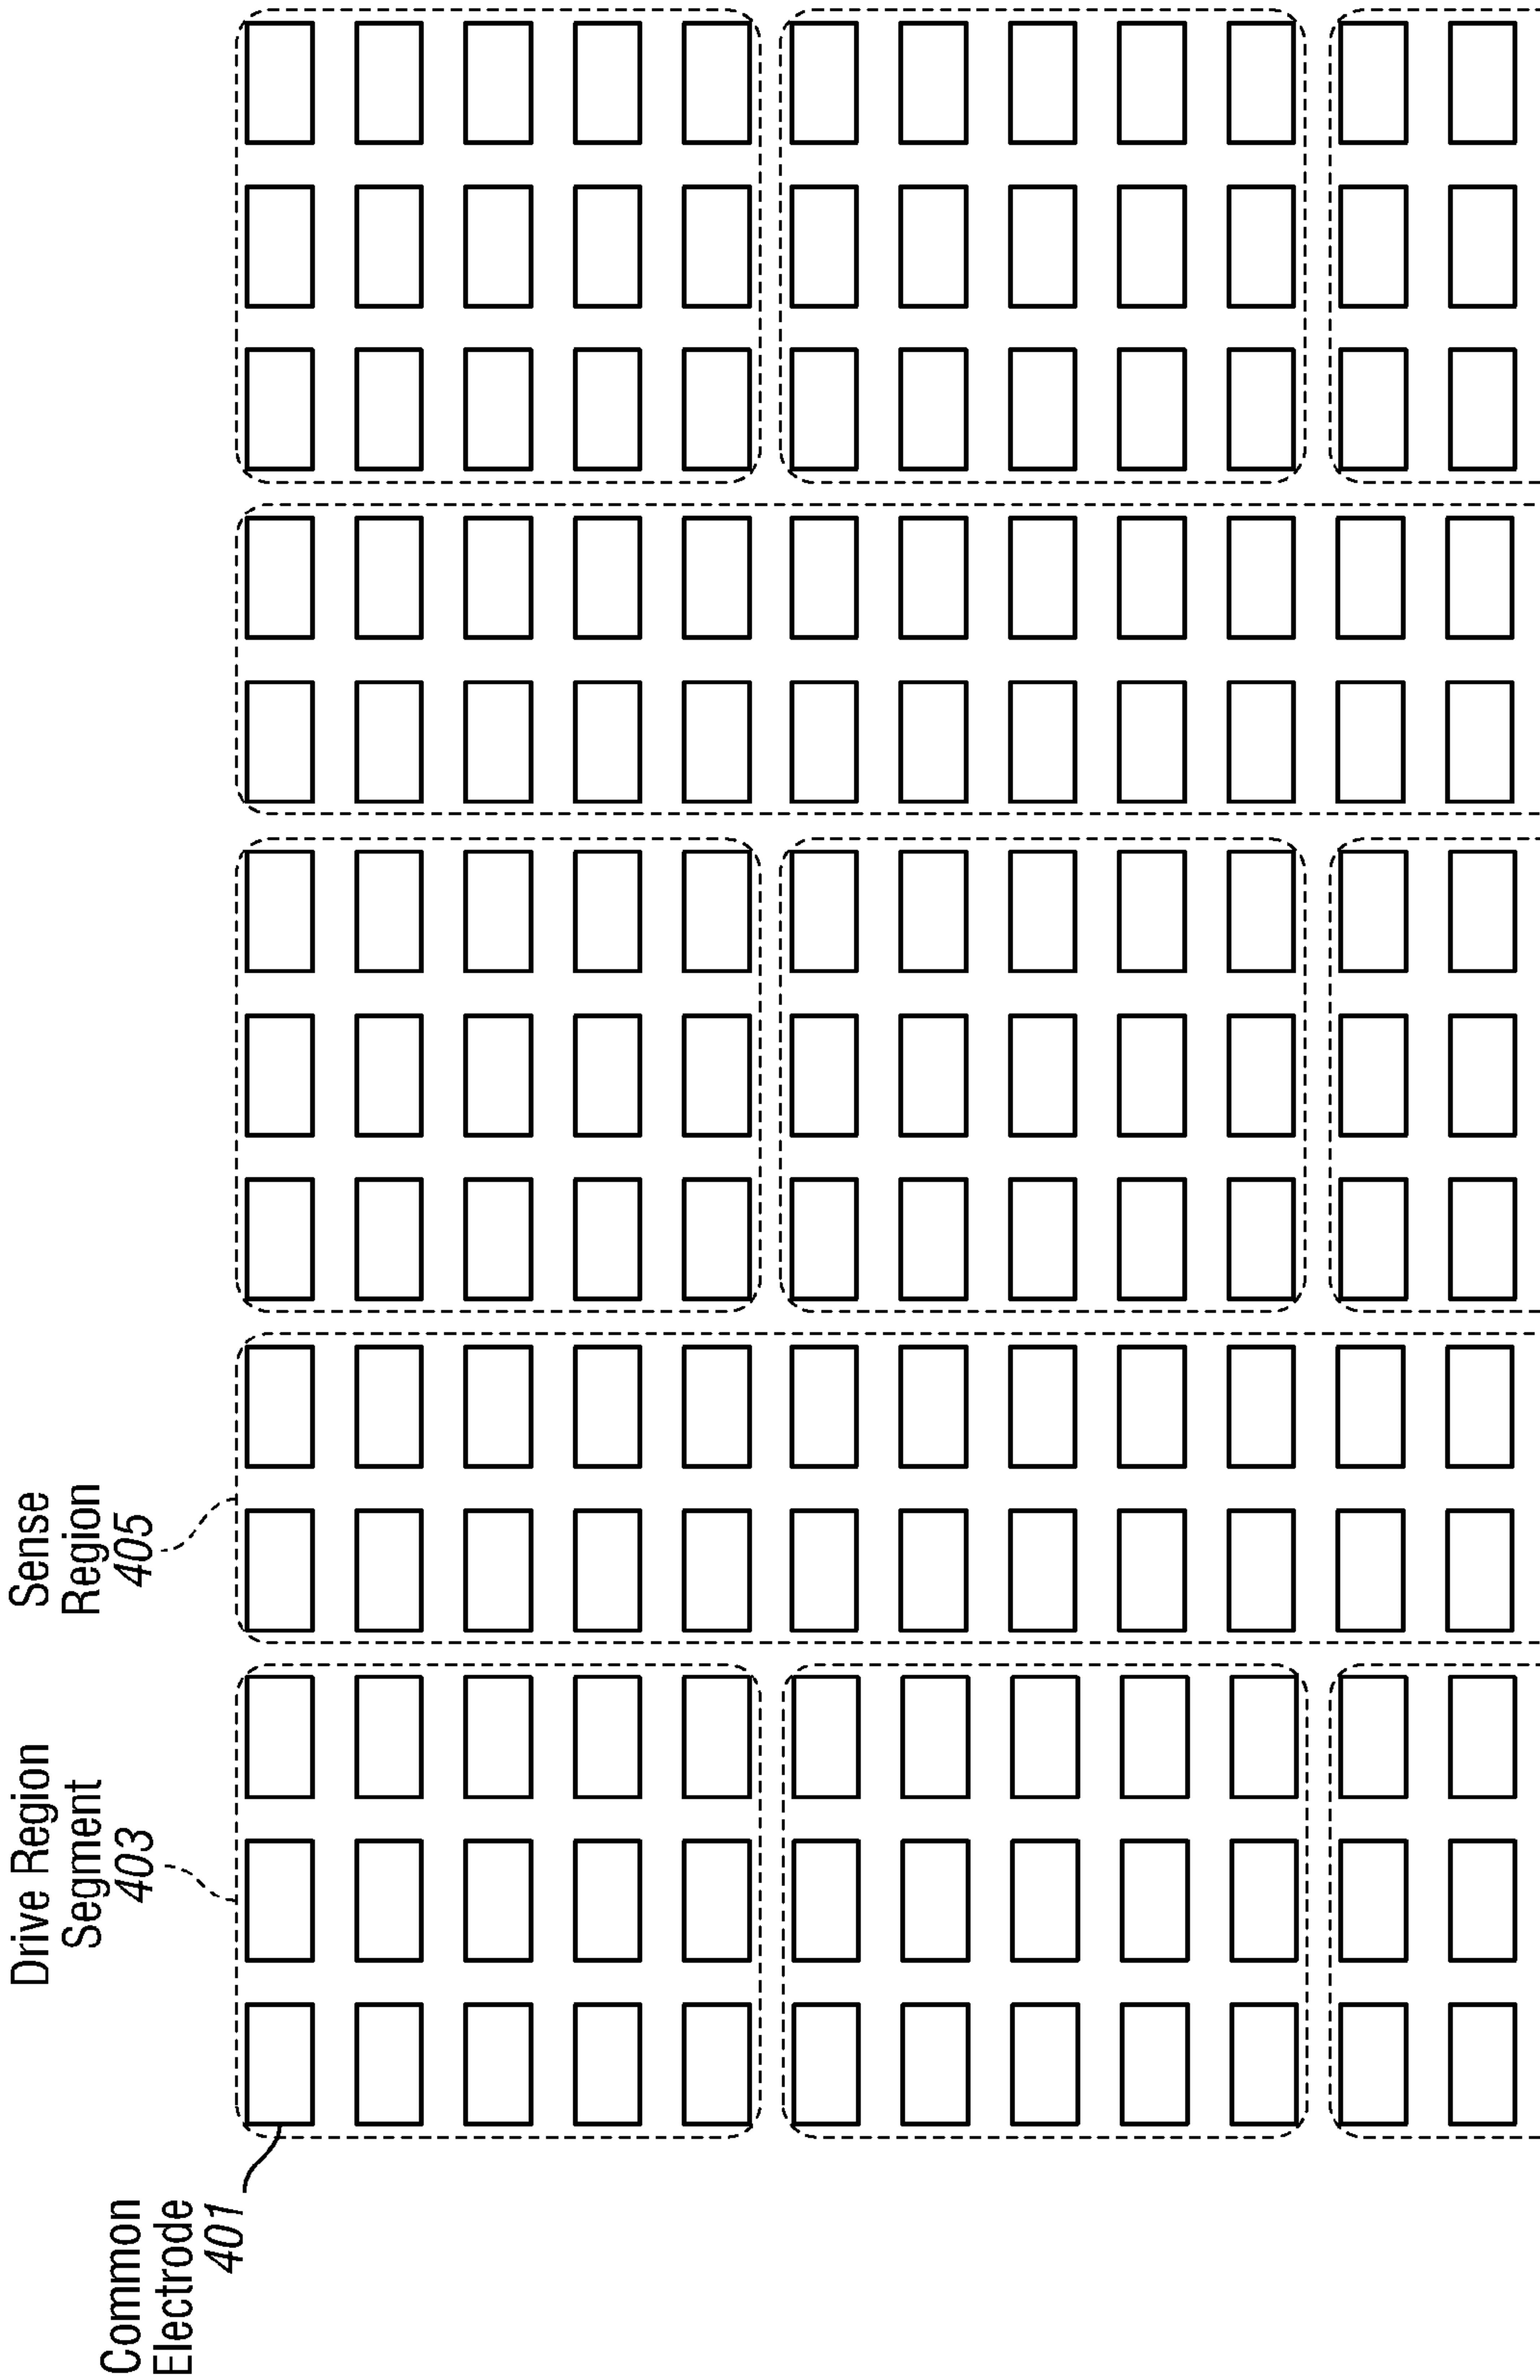 Common
Electrode
401
Drive Region
Segment
403
Sense
Region
405